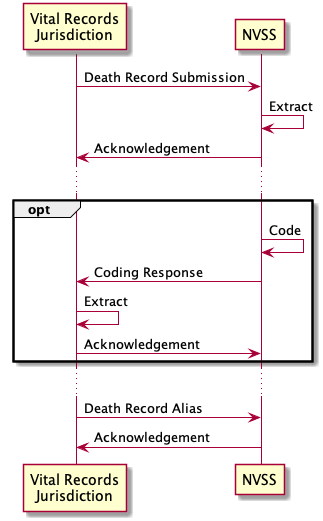 Vital Records
Jurisdiction
NVSS
Death Record Submission
Extract
Acknowledgement
opt
Code
Coding Response
Extract
Acknowledgement
Death Record Alias
Acknowledgement
Vital Records
Jurisdiction
NVSS